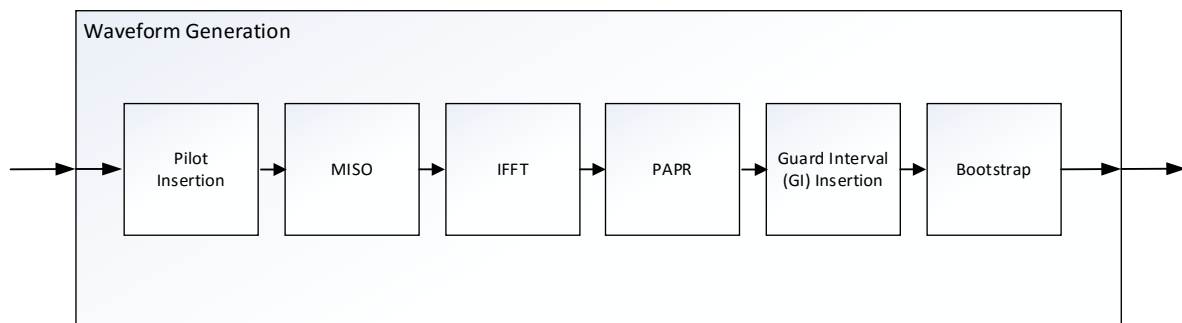 Waveform Generation
Pilot
Insertion
MISO
IFFT
PAPR
Guard Interval
(GI) Insertion
Bootstrap